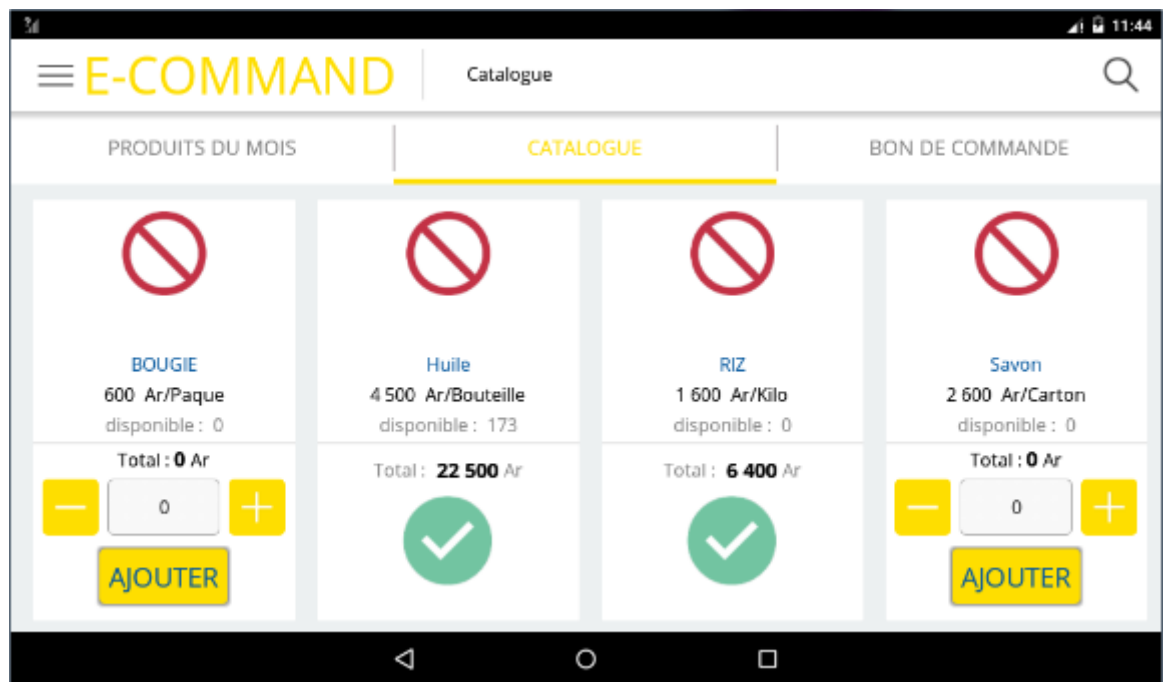 11:44
E-COMMAND
Catalogue
PRODUITS DU MOIS
CATALOGUE
BON DE COMMANDE
BOUGIE
600 Ar/Paque
disponible : 0
Total : 0 Ar
0
AJOUTER
Huile
4 500 Ar/Bouteille
disponible : 173
Total : 22 500 Ar
RIZ
1 600 Ar/Kilo
disponible : 0
Total : 6 400 Ar
Savon
2 600 Ar/Carton
disponible : 0
Total : 0 Ar
0
AJOUTER